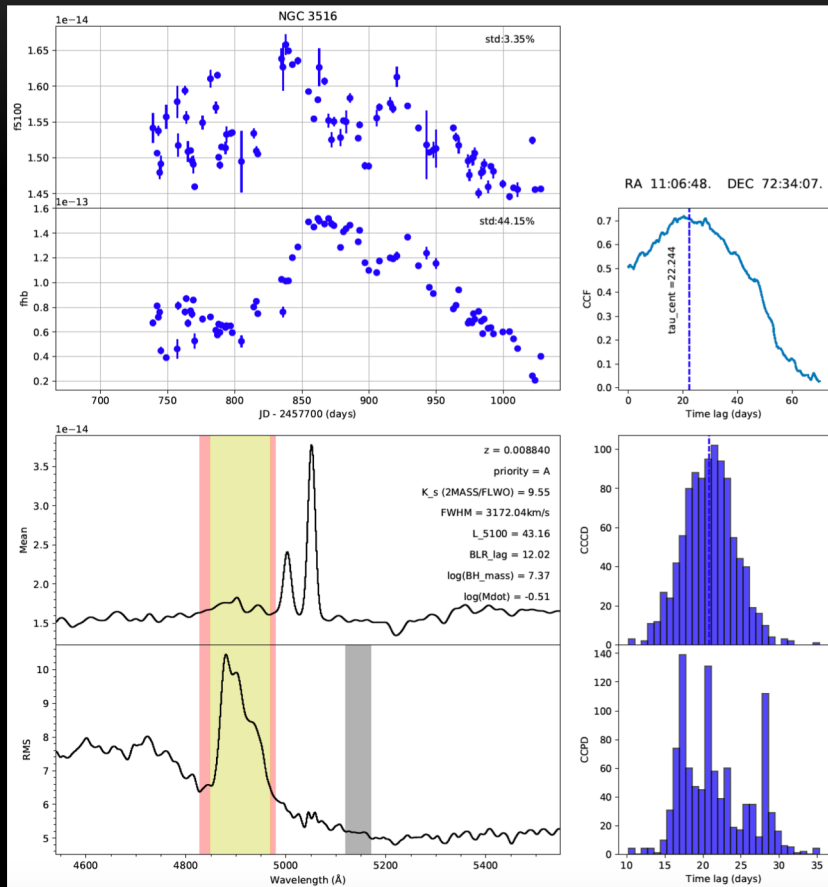 NGC 3516
1e−14
std:3.35%
1.65
1.60
1.55
1.50
1.45
f5100
1e−13
1.6
std:44.15%
1.4
1.2
1.0
0.8
0.6
0.4
0.2
fhb
700 750 800 850 900 950 1000
JD - 2457700 (days)
RA 11:06:48. DEC 72:34:07.
0.7
0.6
0.5
0.4
0.3
0.2
0.1
0.0
CCF
tau_cent =22.244
0 20 40 60
Time lag (days)
1e−14
3.5
3.0
2.5
2.0
1.5
Mean
z = 0.008840
priority = A
K_s (2MASS/FLWO) = 9.55
FWHM = 3172.04km/s
L_5100 = 43.16
BLR_lag = 12.02
log(BH_mass) = 7.37
log(Mdot) = -0.51
10
9
8
7
6
5
RMS
4600 4800 5000 5200 5400
Wavelength (Å)
100
80
60
40
20
0
CCCD
140
120
100
80
60
40
20
0
CCPD
10 15 20 25 30 35
Time lag (days)